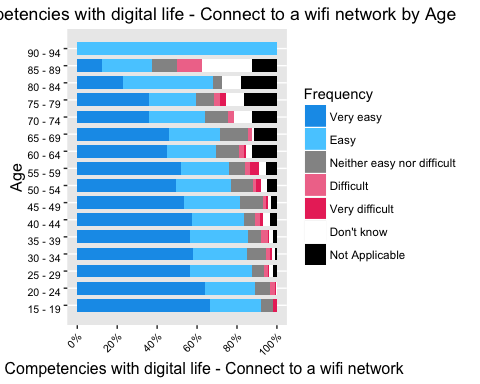 petencies with digital life - Connect to a wifi network by Age
90 - 94
85 - 89
80 - 84
75 - 79
70 - 74
65 - 69
60 - 64
55 - 59
50 - 54
45 - 49
40 - 44
35 - 39
30 - 34
25 - 29
20 - 24
15 - 19
Age
0%
20%
40%
60%
80%
100%
Frequency
Very easy
Easy
Neither easy nor difficult
Difficult
Very difficult
Don't know
Not Applicable
Competencies with digital life - Connect to a wifi network